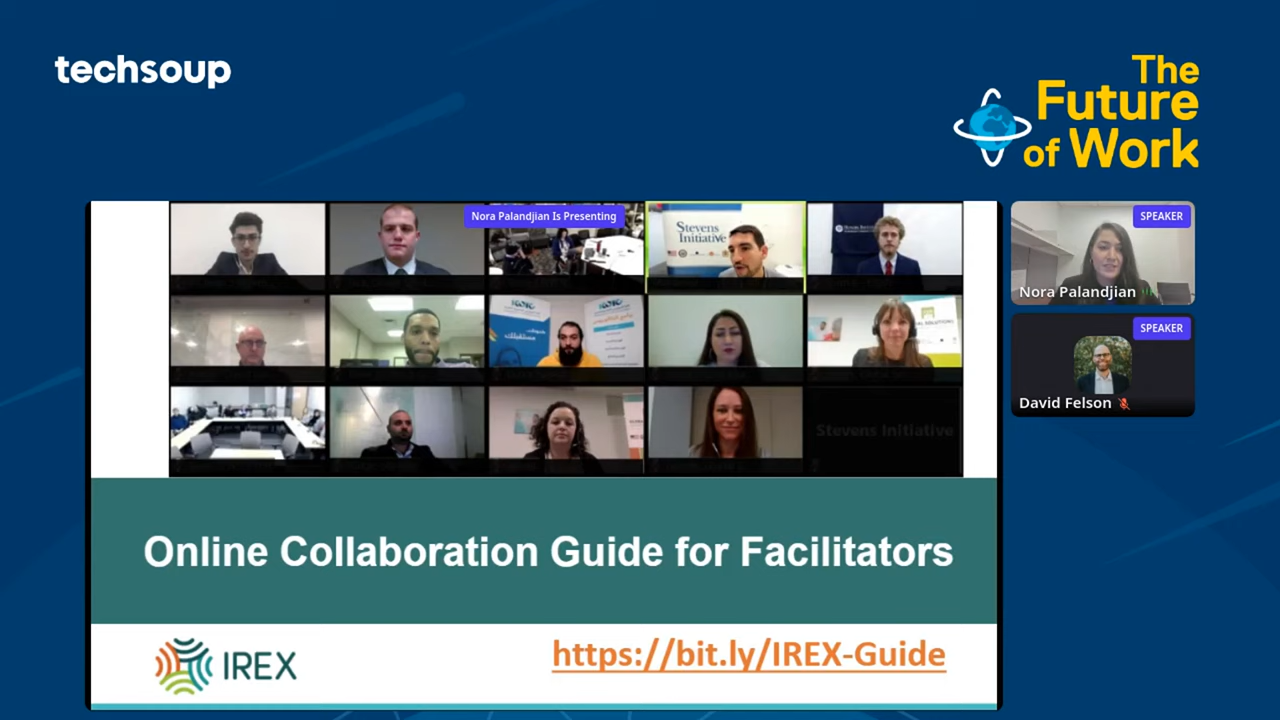 techsoup
The
Future
of Work
Nora Palandjian Is Presenting
Stevens
Initiative
Stevens Initiative
SPEAKER
Nora Palandjian
SPEAKER
David Felson
Online Collaboration Guide for Facilitators
IREX
https://bit.ly/IREX-Guide